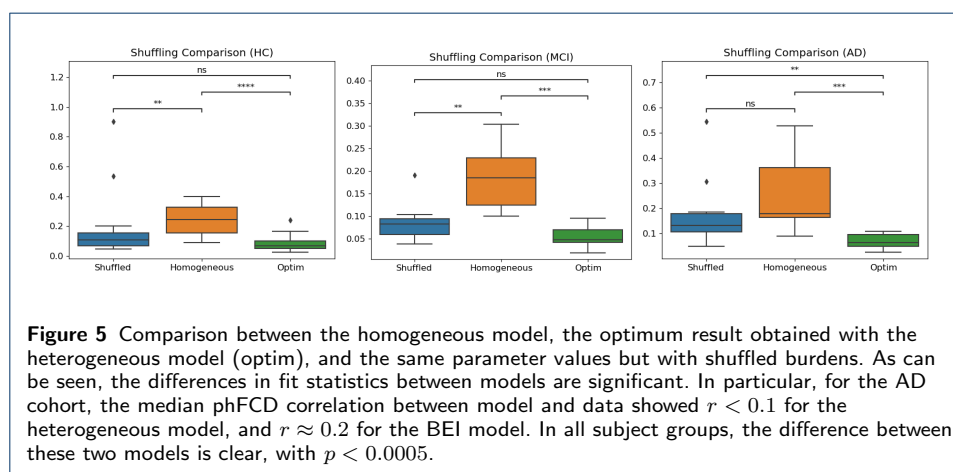 Shuffling Comparison (HC)
1.2
1.0
0.8
0.6
0.4
0.2
0.0
ns
**
****
Shuffled Homogeneous Optim
Shuffling Comparison (MCI)
0.40
0.35
0.30
0.25
0.20
0.15
0.10
0.05
ns
**
***
Shuffled Homogeneous Optim
Shuffling Comparison (AD)
0.7
0.6
0.5
0.4
0.3
0.2
0.1
**
ns
***
Shuffled Homogeneous Optim
Figure 5 Comparison between the homogeneous model, the optimum result obtained with the
heterogeneous model (optim), and the same parameter values but with shuffled burdens. As can
be seen, the differences in fit statistics between models are significant. In particular, for the AD
cohort, the median phFCD correlation between model and data showed r < 0.1 for the
heterogeneous model, and r ≈ 0.2 for the BEI model. In all subject groups, the difference between
these two models is clear, with p < 0.0005.